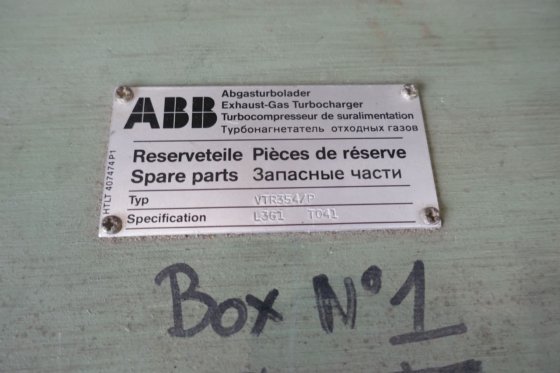 ABB
Abgasturbolader
Exhaust-Gas Turbocharger
Turbocompresseur de suralimentation
Турбонагнетатель отходных газов
Reserveteile Pièces de réserve
Spare parts Запасные части
Typ VTR354/P
Specification L3G1 T041
HTLT 407474 P1
Box N°1